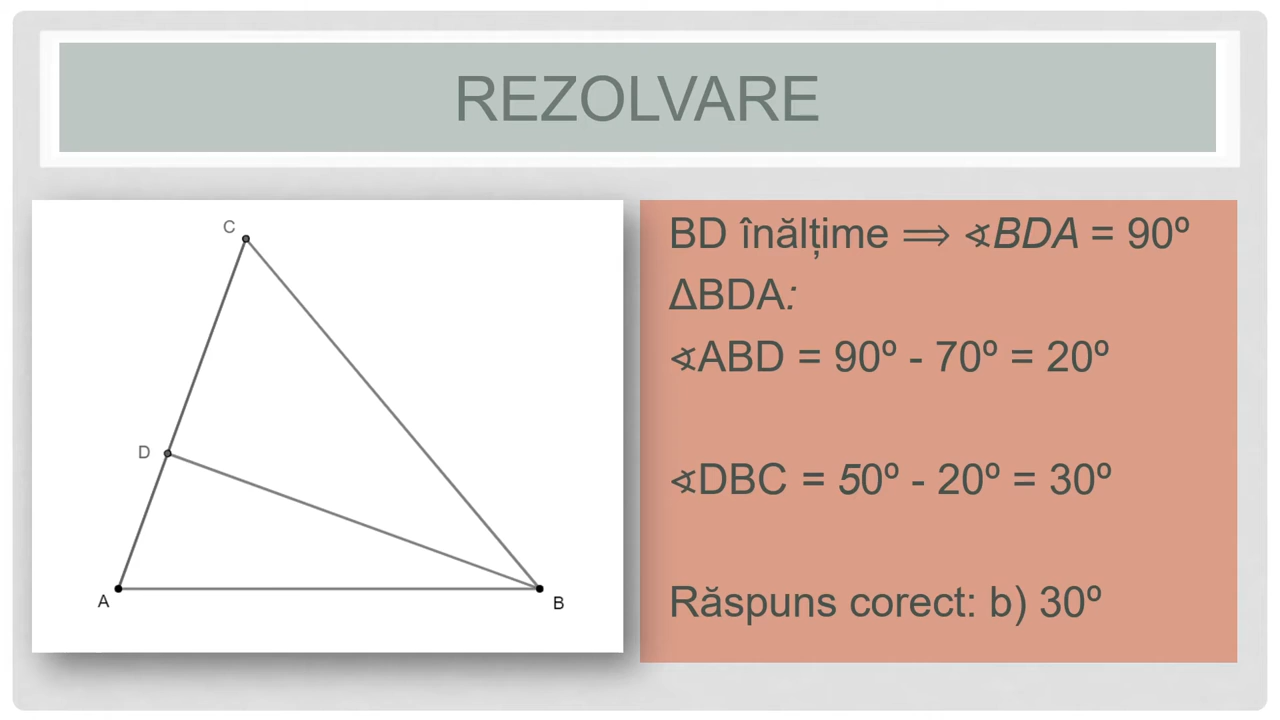 REZOLVARE
C
D
A
B
BD înălțime ⟹ ∢BDA = 90º
ΔBDA:
∢ABD = 90º - 70º = 20º
∢DBC = 50º - 20º = 30º
Răspuns corect: b) 30º